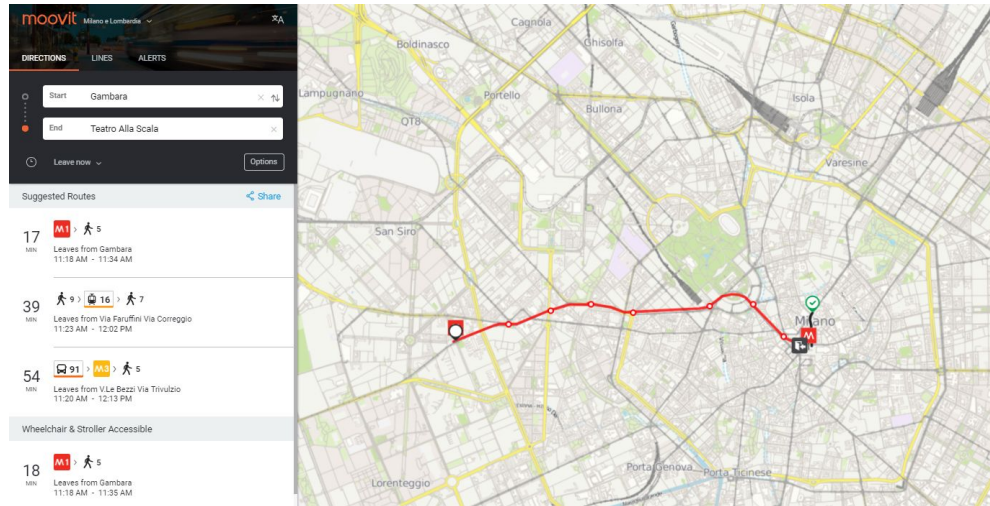 moovit Milano e Lombardia
DIRECTIONS LINES ALERTS
Start Gambara
End Teatro Alla Scala
Leave now Options
Suggested Routes Share
17 MIN M1 > 5
Leaves from Gambara
11:18 AM - 11:34 AM
39 MIN 9 > 16 > 7
Leaves from Via Faruffini Via Correggio
11:23 AM - 12:02 PM
54 MIN 91 > M3 > 5
Leaves from V.Le Bezzi Via Trivulzio
11:20 AM - 12:13 PM
Wheelchair & Stroller Accessible
18 MIN M1 > 5
Leaves from Gambara
11:18 AM - 11:35 AM
Cagnola
Boldinasco
Ghisolfa
Lampugnano
Portello
Isola
Bullona
QT8
Varesine
San Siro
Milano
M
Porta Genova
Porta Ticinese
Lorenteggio